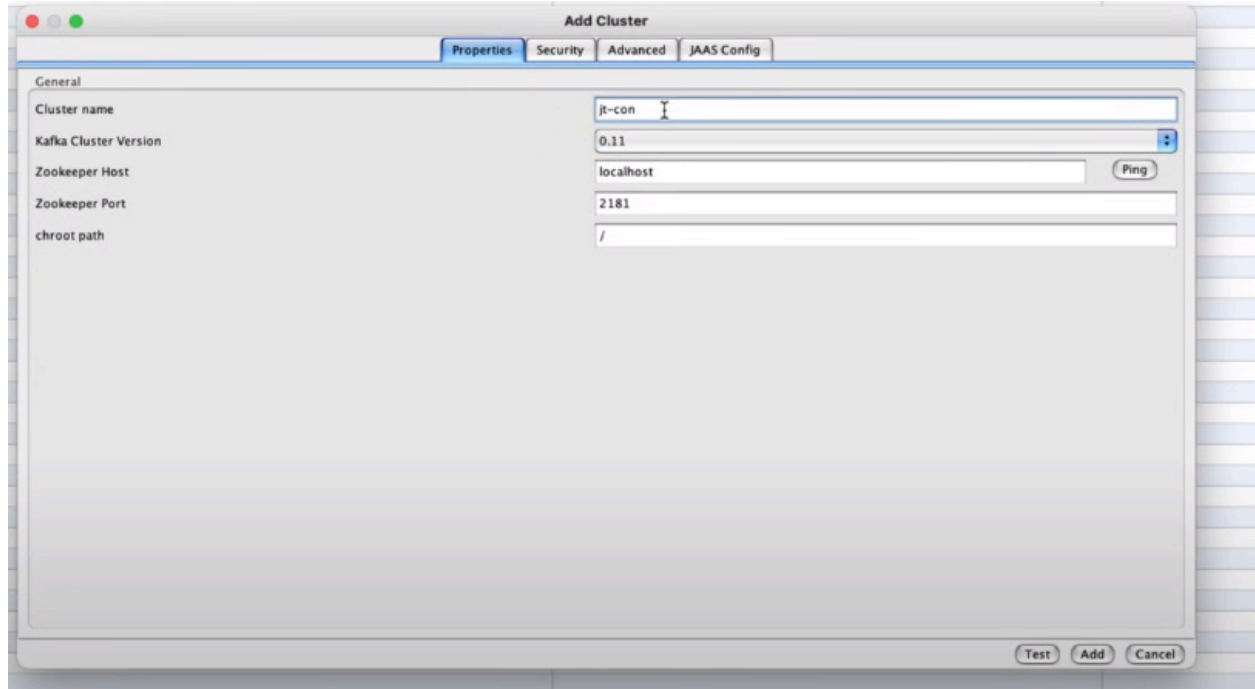 Add Cluster
Properties Security Advanced JAAS Config
General
Cluster name jt-con
Kafka Cluster Version 0.11
Zookeeper Host localhost Ping
Zookeeper Port 2181
chroot path /
Test Add Cancel